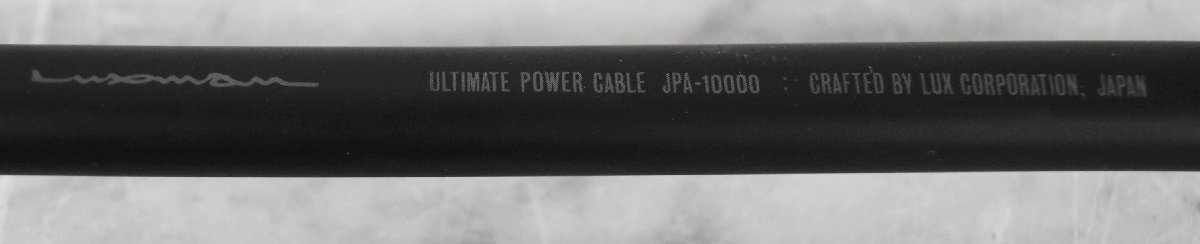 Luxman ULTIMATE POWER CABLE JPA-10000 : CRAFTED BY LUX CORPORATION, JAPAN